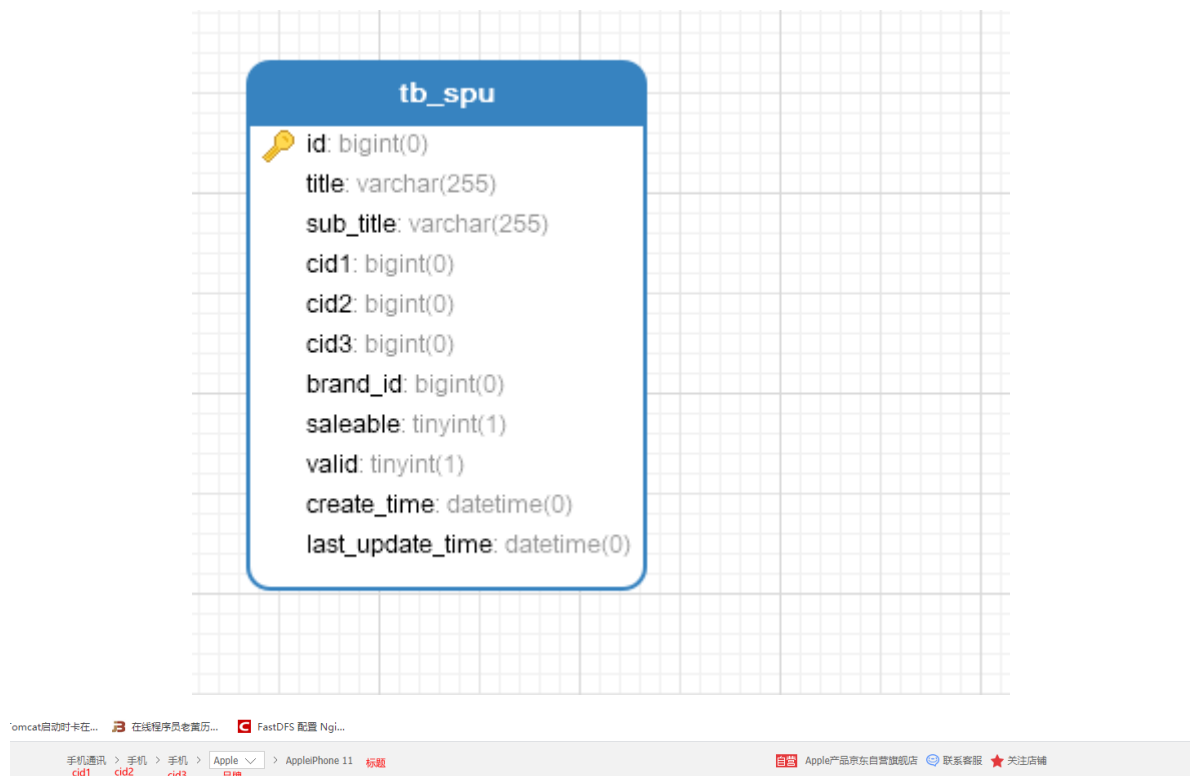 tb_spu
id: bigint(0)
title: varchar(255)
sub_title: varchar(255)
cid1: bigint(0)
cid2: bigint(0)
cid3: bigint(0)
brand_id: bigint(0)
saleable: tinyint(1)
valid: tinyint(1)
create_time: datetime(0)
last_update_time: datetime(0)
omcat启动时卡在... 在线程序员老黄历... FastDFS 配置 Ngi...
手机通讯 > 手机 > 手机 > Apple > AppleiPhone 11 标题 自营 Apple产品京东自营旗舰店 联系客服 关注店铺
cid1 cid2 cid3 品牌